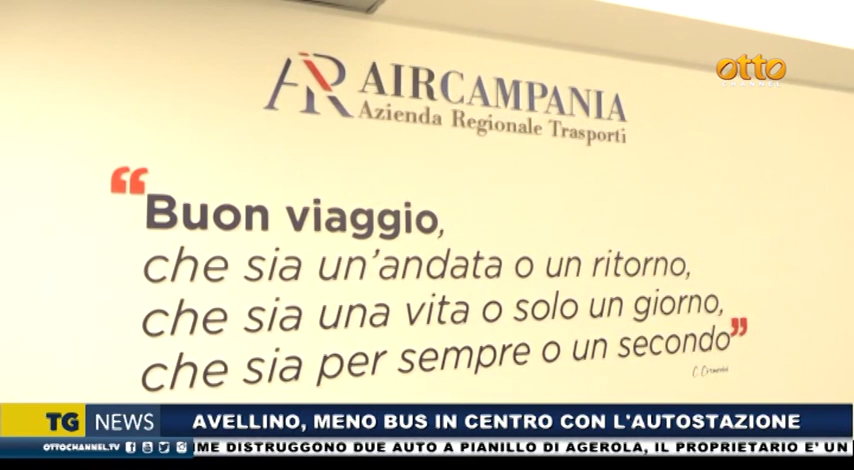 AIR AIRCAMPANIA
Azienda Regionale Trasporti
otto
CHANNEL
“Buon viaggio,
che sia un'andata o un ritorno,
che sia una vita o solo un giorno,
che sia per sempre o un secondo”
TG NEWS
AVELLINO, MENO BUS IN CENTRO CON L'AUTOSTAZIONE
OTTOCHANNEL.TV
DISTRUGGONO DUE AUTO A PIANILLO DI AGEROLA, IL PROPRIETARIO E' UN